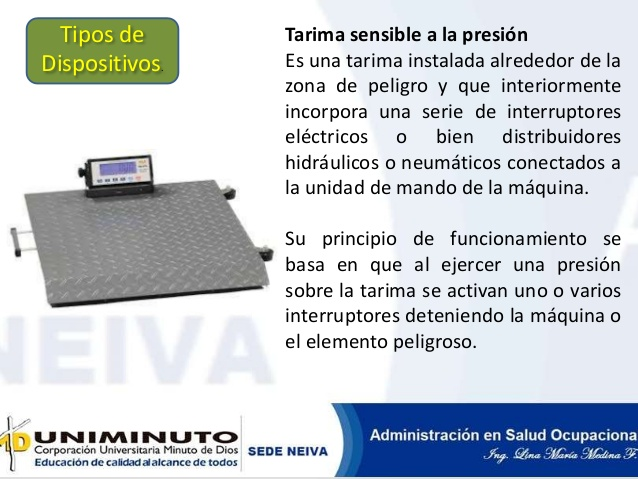 Tipos de
Dispositivos
Tarima sensible a la presión
Es una tarima instalada alrededor de la
zona de peligro y que interiormente
incorpora una serie de interruptores
eléctricos o bien distribuidores
hidráulicos o neumáticos conectados a
la unidad de mando de la máquina.
Su principio de funcionamiento se
basa en que al ejercer una presión
sobre la tarima se activan uno o varios
interruptores deteniendo la máquina o
el elemento peligroso.
NEIVA
MD UNIMINUTO
Corporación Universitaria Minuto de Dios
Educación de calidad al alcance de todos
SEDE NEIVA
Administración en Salud Ocupaciona
Ing. Lina María Medina F.